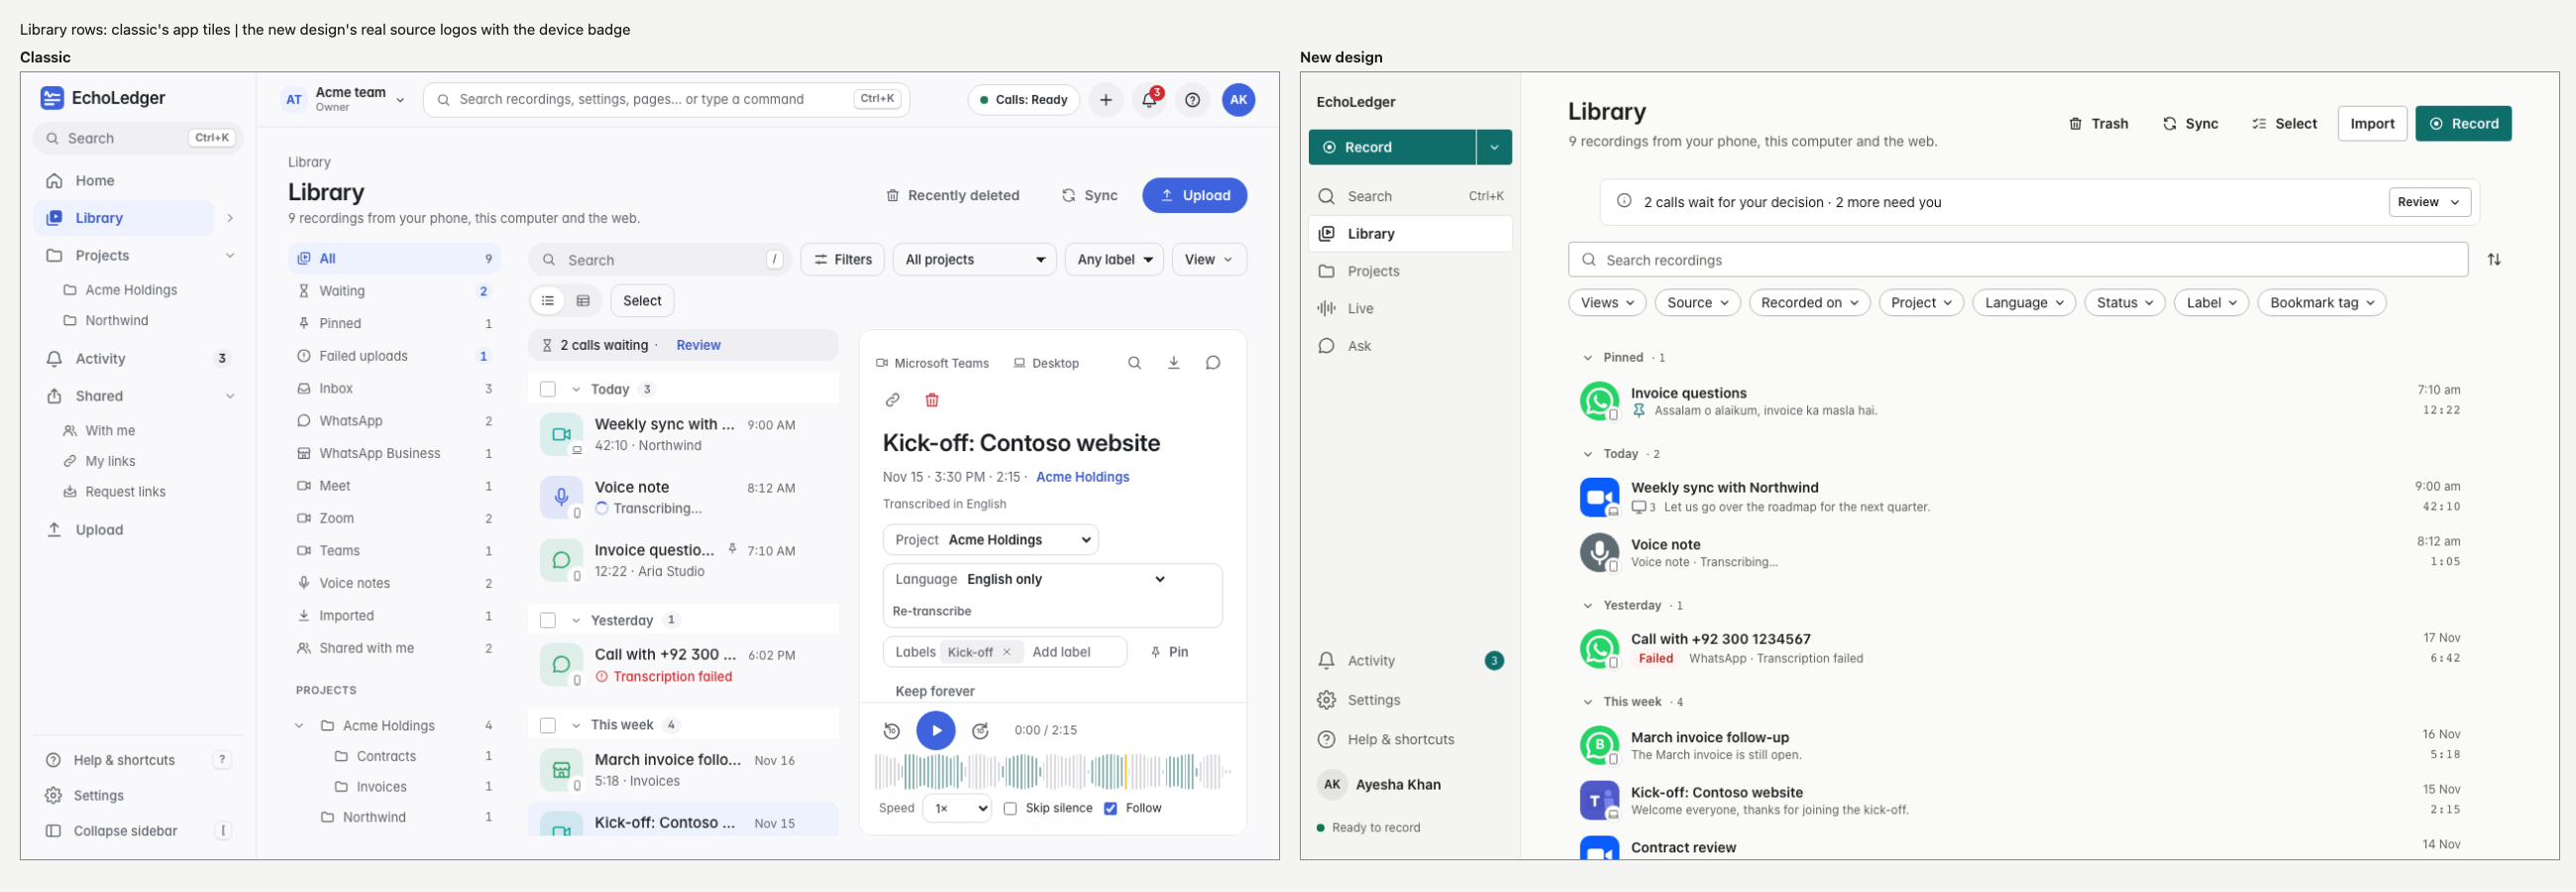 Library rows: classic's app tiles | the new design's real source logos with the device badge
Classic
EchoLedger
Search Ctrl+K
Home
Library
Projects
Acme Holdings
Northwind
Activity 3
Shared
With me
My links
Request links
Upload
Help & shortcuts ?
Settings
Collapse sidebar [
AT Acme team
Owner
Search recordings, settings, pages... or type a command Ctrl+K
Calls: Ready
3
AK
Library
Library
9 recordings from your phone, this computer and the web.
Recently deleted Sync Upload
All 9
Waiting 2
Pinned 1
Failed uploads 1
Inbox 3
WhatsApp 2
WhatsApp Business 1
Meet 1
Zoom 2
Teams 1
Voice notes 2
Imported 1
Shared with me 2
PROJECTS
Acme Holdings 4
Contracts 1
Invoices 1
Northwind 1
Search / Filters All projects Any label View
Select
2 calls waiting · Review
Today 3
Weekly sync with ... 9:00 AM
42:10 · Northwind
Voice note 8:12 AM
Transcribing...
Invoice questio... 7:10 AM
12:22 · Aria Studio
Yesterday 1
Call with +92 300 ... 6:02 PM
Transcription failed
This week 4
March invoice follo... Nov 16
5:18 · Invoices
Kick-off: Contoso ... Nov 15
Microsoft Teams Desktop
Kick-off: Contoso website
Nov 15 · 3:30 PM · 2:15 · Acme Holdings
Transcribed in English
Project Acme Holdings
Language English only
Re-transcribe
Labels Kick-off × Add label Pin
Keep forever
10 10 0:00 / 2:15
Speed 1× Skip silence Follow
New design
EchoLedger
Record
Search Ctrl+K
Library
Projects
Live
Ask
Activity 3
Settings
Help & shortcuts
AK Ayesha Khan
Ready to record
Library
9 recordings from your phone, this computer and the web.
Trash Sync Select Import Record
2 calls wait for your decision · 2 more need you Review
Search recordings
Views Source Recorded on Project Language Status Label Bookmark tag
Pinned · 1
Invoice questions 7:10 am
Assalam o alaikum, invoice ka masla hai. 12:22
Today · 2
Weekly sync with Northwind 9:00 am
3 Let us go over the roadmap for the next quarter. 42:10
Voice note 8:12 am
Voice note · Transcribing... 1:05
Yesterday · 1
Call with +92 300 1234567 17 Nov
Failed WhatsApp · Transcription failed 6:42
This week · 4
B March invoice follow-up 16 Nov
The March invoice is still open. 5:18
T Kick-off: Contoso website 15 Nov
Welcome everyone, thanks for joining the kick-off. 2:15
Contract review 14 Nov